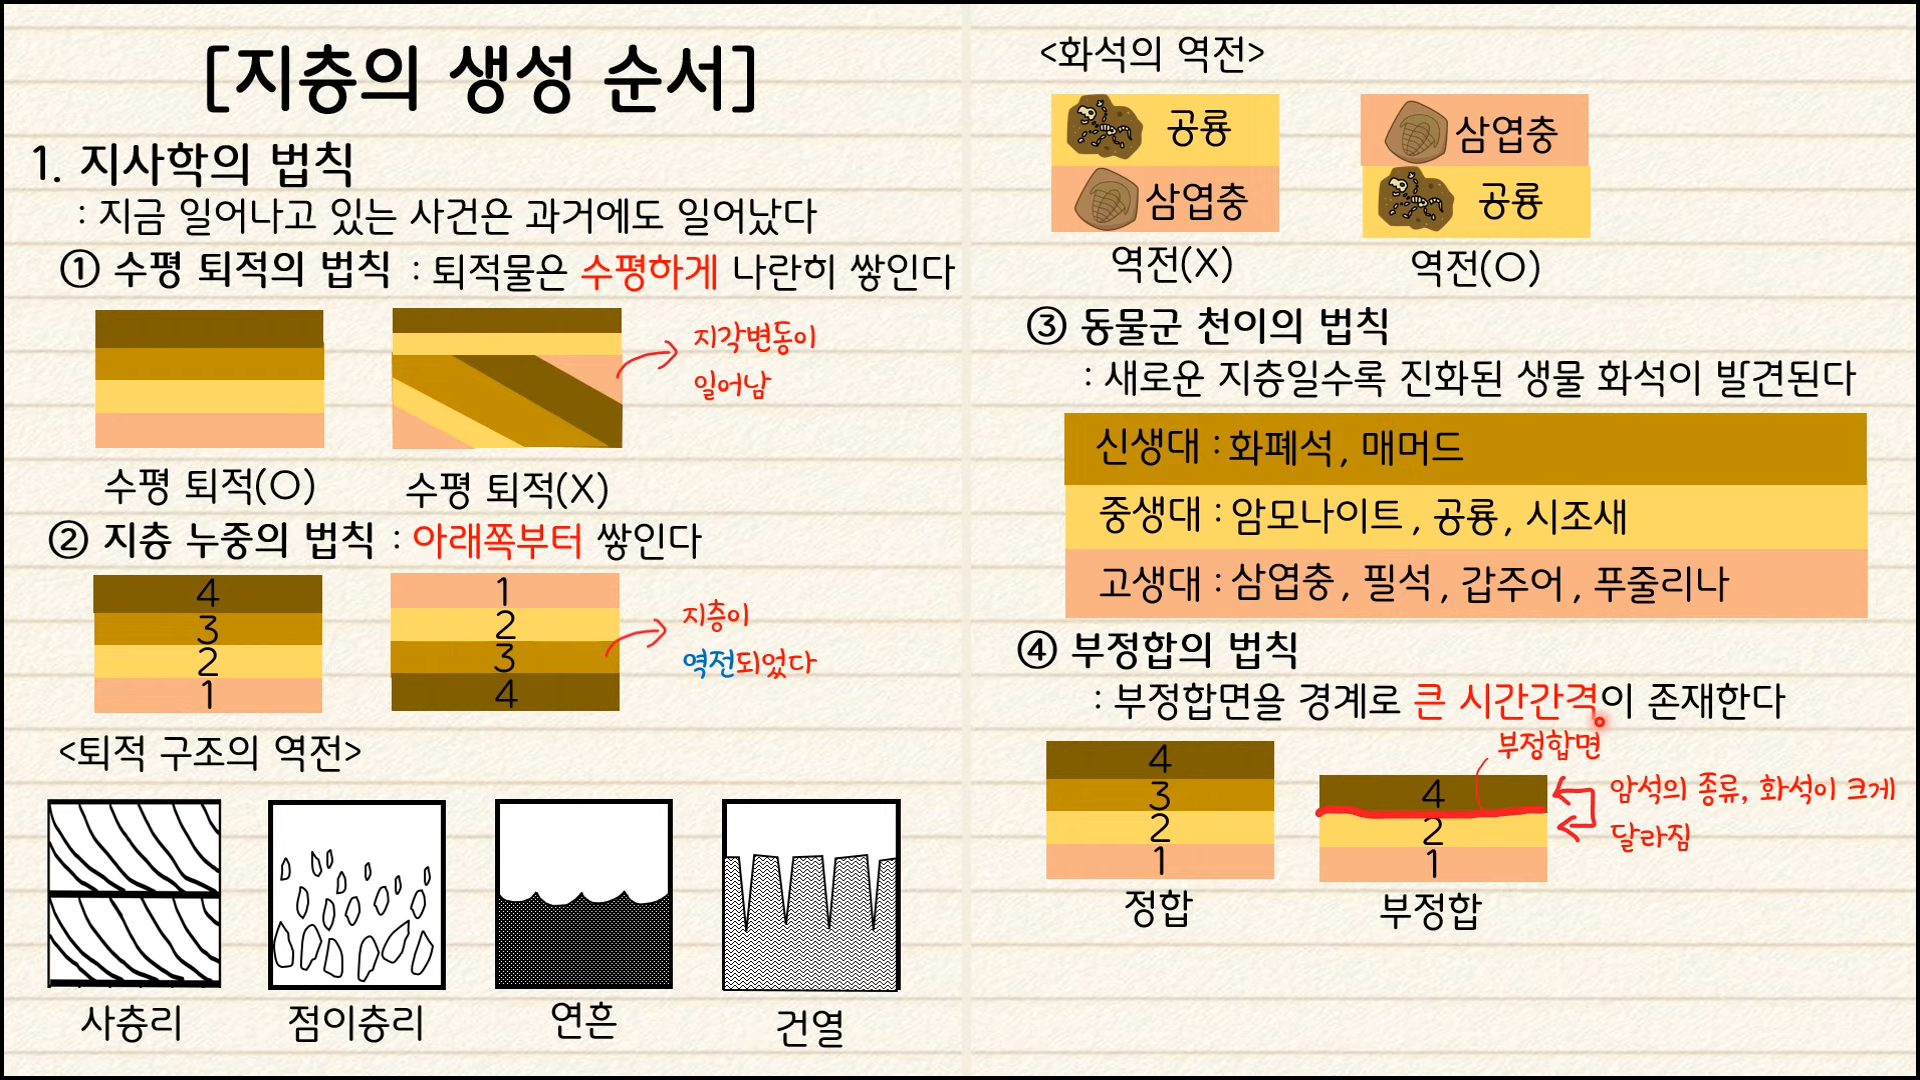 [지층의 생성 순서]
1. 지사학의 법칙
: 지금 일어나고 있는 사건은 과거에도 일어났다
① 수평 퇴적의 법칙 : 퇴적물은 수평하게 나란히 쌓인다
지각변동이
일어남
수평 퇴적(O)
수평 퇴적(X)
② 지층 누중의 법칙 : 아래쪽부터 쌓인다
4
3
2
1
1
2
3
4
지층이
역전되었다
<퇴적 구조의 역전>
사층리
점이층리
연흔
건열
<화석의 역전>
공룡
삼엽충
역전(X)
삼엽충
공룡
역전(O)
③ 동물군 천이의 법칙
: 새로운 지층일수록 진화된 생물 화석이 발견된다
신생대 : 화폐석, 매머드
중생대 : 암모나이트, 공룡, 시조새
고생대 : 삼엽충, 필석, 갑주어, 푸줄리나
④ 부정합의 법칙
: 부정합면을 경계로 큰 시간간격이 존재한다
4
3
2
1
정합
부정합면
4
2
1
부정합
암석의 종류, 화석이 크게
달라짐